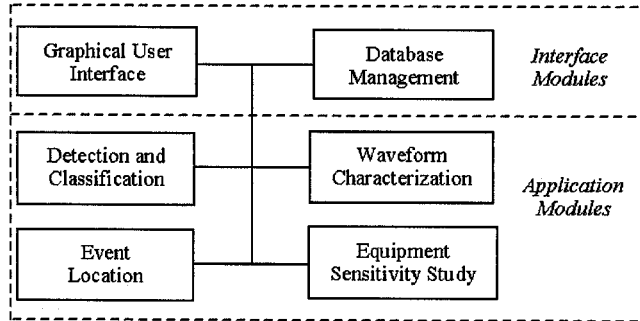 Graphical User
Interface
Database
Management
Interface
Modules
Detection and
Classification
Waveform
Characterization
Application
Modules
Event
Location
Equipment
Sensitivity Study